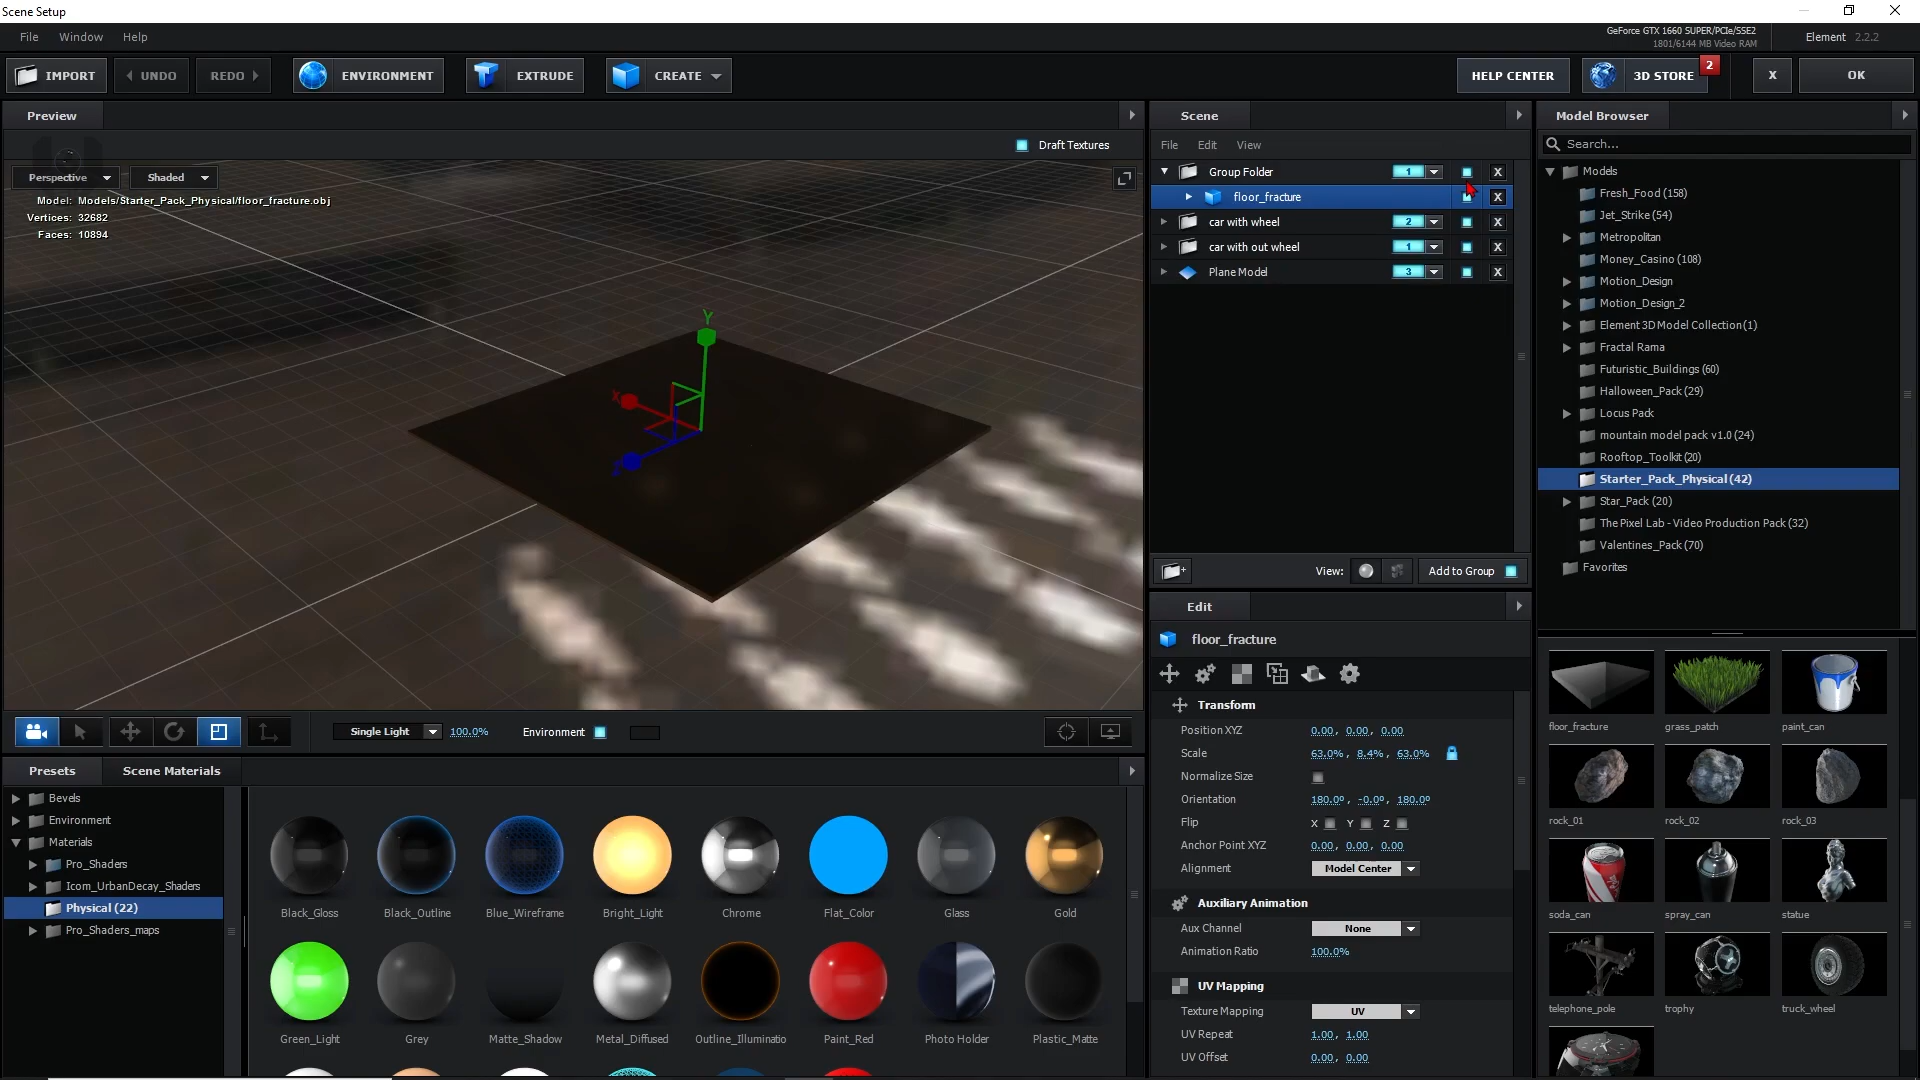 Scene Setup
File Window Help
GeForce GTX 1660 SUPER/PCIe/SSE2
1801/6144 MB Video RAM
Element 2.2.2
IMPORT UNDO REDO ENVIRONMENT EXTRUDE CREATE HELP CENTER 3D STORE 2 X OK
Preview
Draft Textures
Perspective Shaded
Model: Models/Starter_Pack_Physical/floor_fracture.obj
Vertices: 32682
Faces: 10894
Y
X
Z
Single Light 100.0% Environment
Scene
File Edit View
Group Folder 1 X
floor_fracture X
car with wheel 2 X
car with out wheel 1 X
Plane Model 3 X
View: Add to Group
Edit
floor_fracture
Transform
Position XYZ 0.00, 0.00, 0.00
Scale 63.0%, 8.4%, 63.0%
Normalize Size
Orientation 180.0°, -0.0°, 180.0°
Flip X Y Z
Anchor Point XYZ 0.00, 0.00, 0.00
Alignment Model Center
Auxiliary Animation
Aux Channel None
Animation Ratio 100.0%
UV Mapping
Texture Mapping UV
UV Repeat 1.00, 1.00
UV Offset 0.00, 0.00
Model Browser
Search...
Models
Fresh_Food (158)
Jet_Strike (54)
Metropolitan
Money_Casino (108)
Motion_Design
Motion_Design_2
Element 3D Model Collection (1)
Fractal Rama
Futuristic_Buildings (60)
Halloween_Pack (29)
Locus Pack
mountain model pack v1.0 (24)
Rooftop_Toolkit (20)
Starter_Pack_Physical (42)
Star_Pack (20)
The Pixel Lab - Video Production Pack (32)
Valentines_Pack (70)
Favorites
floor_fracture grass_patch paint_can
rock_01 rock_02 rock_03
soda_can spray_can statue
telephone_pole trophy truck_wheel
Presets Scene Materials
Bevels
Environment
Materials
Pro_Shaders
Icom_UrbanDecay_Shaders
Physical (22)
Pro_Shaders_maps
Black_Gloss Black_Outline Blue_Wireframe Bright_Light Chrome Flat_Color Glass Gold
Green_Light Grey Matte_Shadow Metal_Diffused Outline_Illuminatio Paint_Red Photo Holder Plastic_Matte